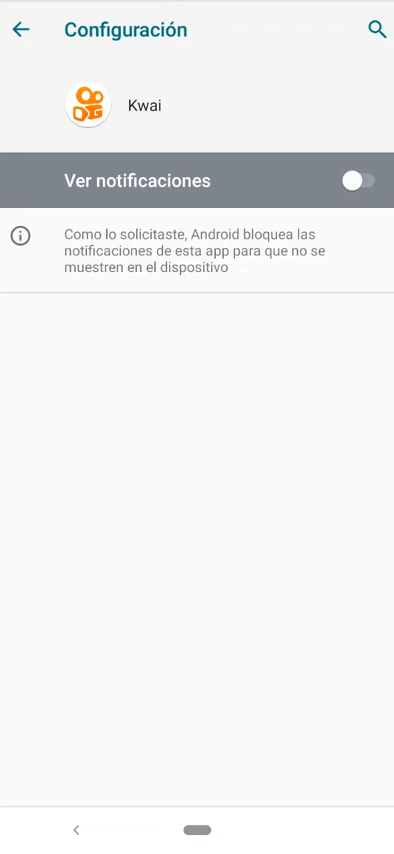 Configuración
Kwai
Ver notificaciones
Como lo solicitaste, Android bloquea las
notificaciones de esta app para que no se
muestren en el dispositivo